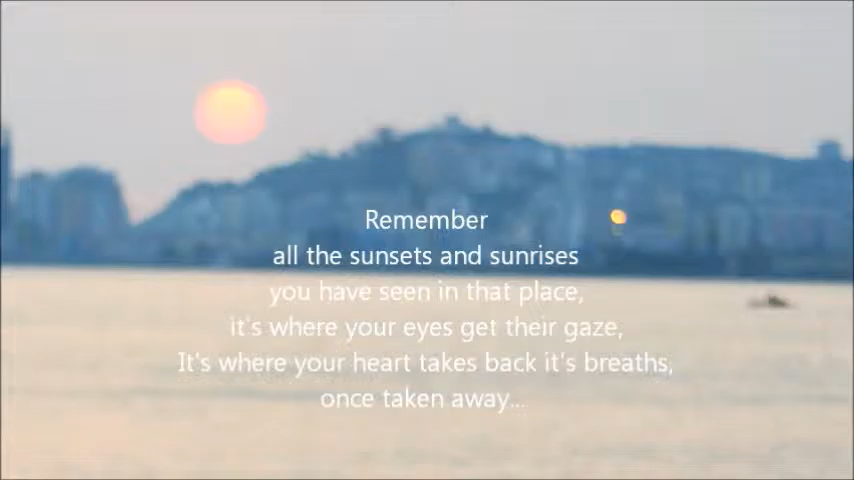 Remember
all the sunsets and sunrises
you have seen in that place,
it's where your eyes get their gaze,
It's where your heart takes back it's breaths,
once taken away...